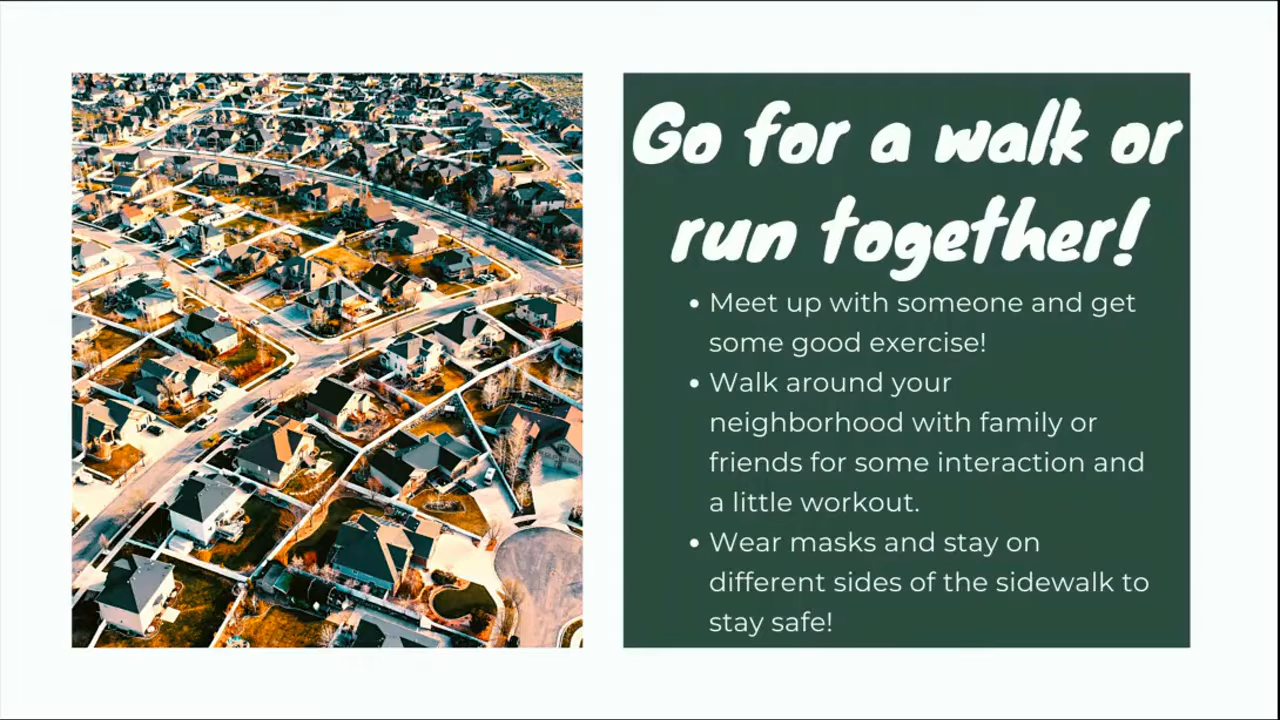 Go for a walk or
run together!
• Meet up with someone and get
some good exercise!
• Walk around your
neighborhood with family or
friends for some interaction and
a little workout.
• Wear masks and stay on
different sides of the sidewalk to
stay safe!